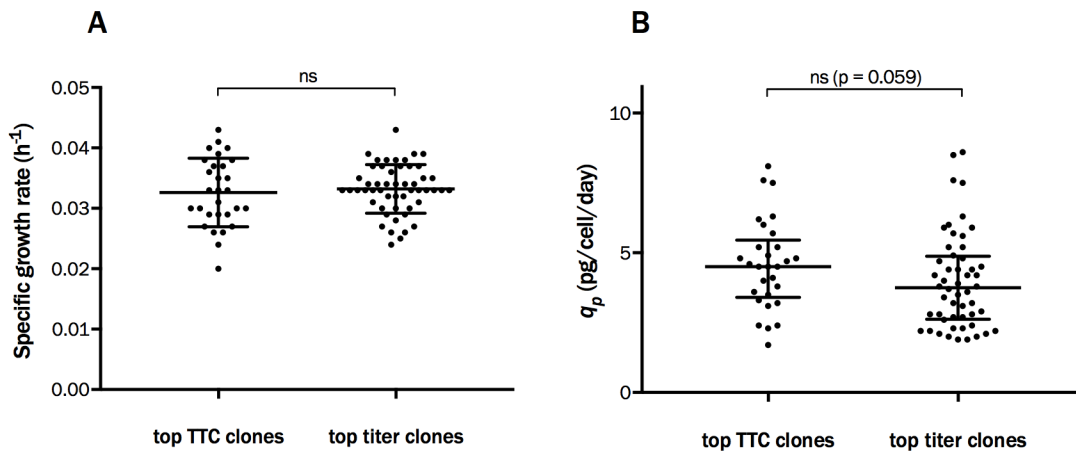 A
ns
Specific growth rate (h⁻¹)
0.05
0.04
0.03
0.02
0.01
0.00
top TTC clones
top titer clones
B
ns (p = 0.059)
qₚ (pg/cell/day)
10
5
0
top TTC clones
top titer clones